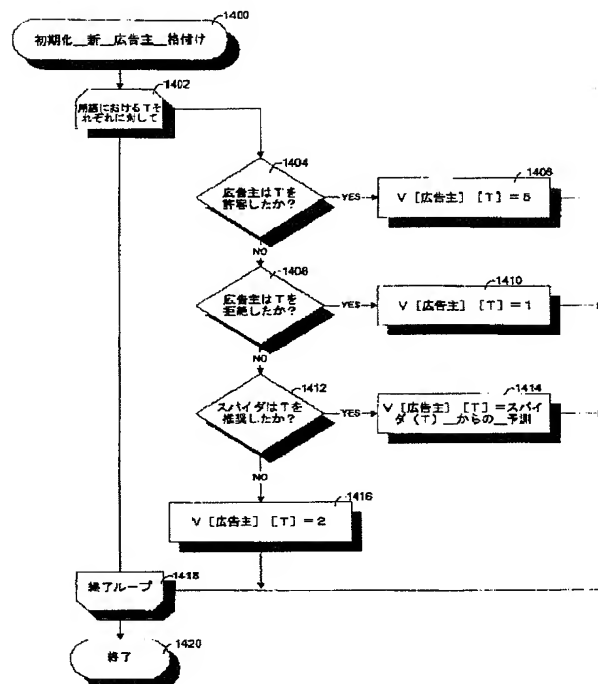 1400
初期化__新__広告主__格付け
1402
用語におけるTそ
れぞれに対して
1404
広告主はTを
許容したか？
YES
1406
V［広告主］［T］＝5
NO
1408
広告主はTを
拒絶したか？
YES
1410
V［広告主］［T］＝1
NO
1412
スパイダはTを
推奨したか？
YES
1414
V［広告主］［T］＝スパイ
ダ（T）__からの__予測
NO
1416
V［広告主］［T］＝2
1418
終了ループ
1420
終了